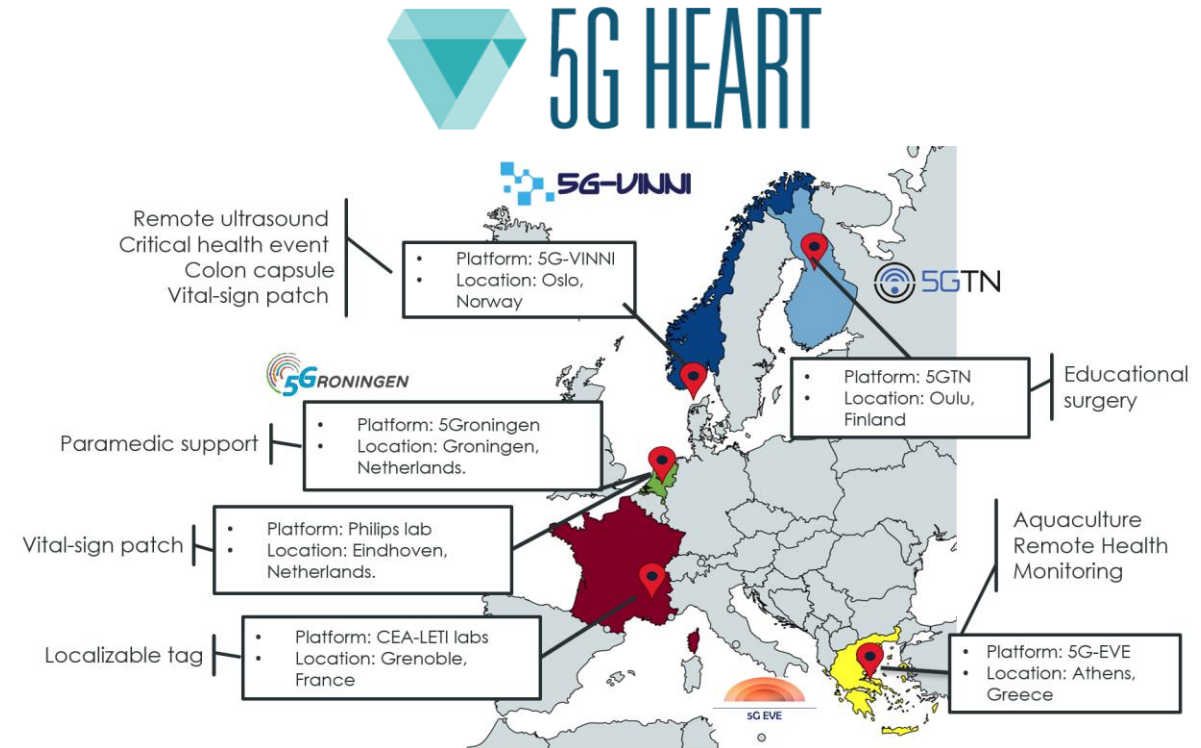 5G HEART
5G-VINNI
Remote ultrasound
Critical health event
Colon capsule
Vital-sign patch
• Platform: 5G-VINNI
• Location: Oslo,
Norway
5GTN
• Platform: 5GTN
• Location: Oulu,
Finland
Educational
surgery
5GRONINGEN
Paramedic support
• Platform: 5Groningen
• Location: Groningen,
Netherlands.
Vital-sign patch
• Platform: Philips lab
• Location: Eindhoven,
Netherlands.
Aquaculture
Remote Health
Monitoring
Localizable tag
• Platform: CEA-LETI labs
• Location: Grenoble,
France
• Platform: 5G-EVE
• Location: Athens,
Greece
5G EVE